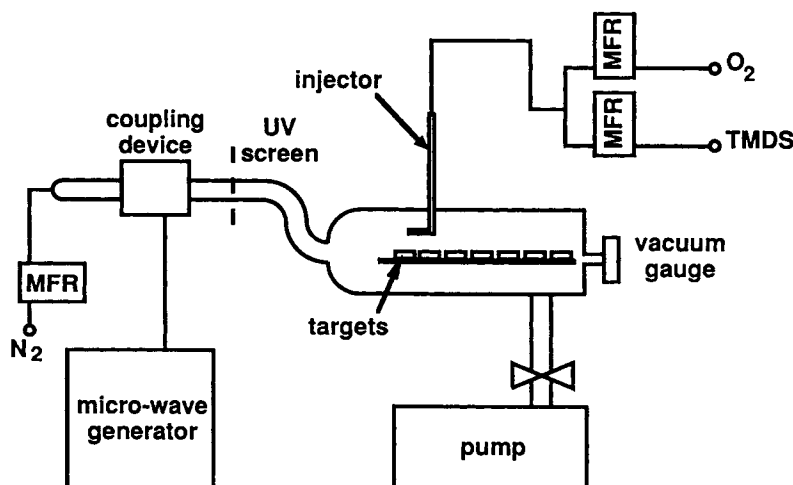 MFR
O2
injector
MFR
TMDS
coupling
device
UV
screen
vacuum
gauge
MFR
targets
N2
micro-wave
generator
pump